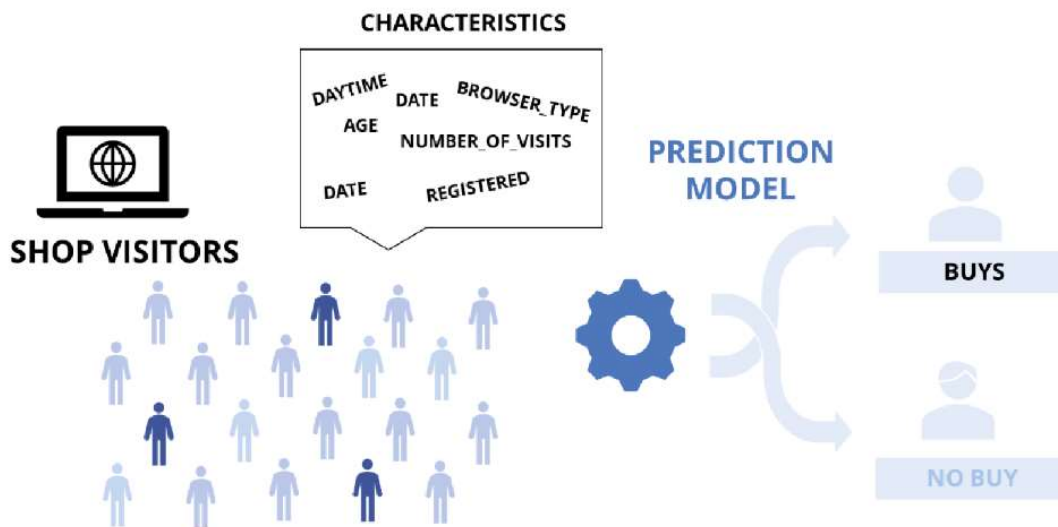 CHARACTERISTICS
DAYTIME
DATE
BROWSER_TYPE
AGE
NUMBER_OF_VISITS
DATE
REGISTERED
SHOP VISITORS
PREDICTION
MODEL
BUYS
NO BUY